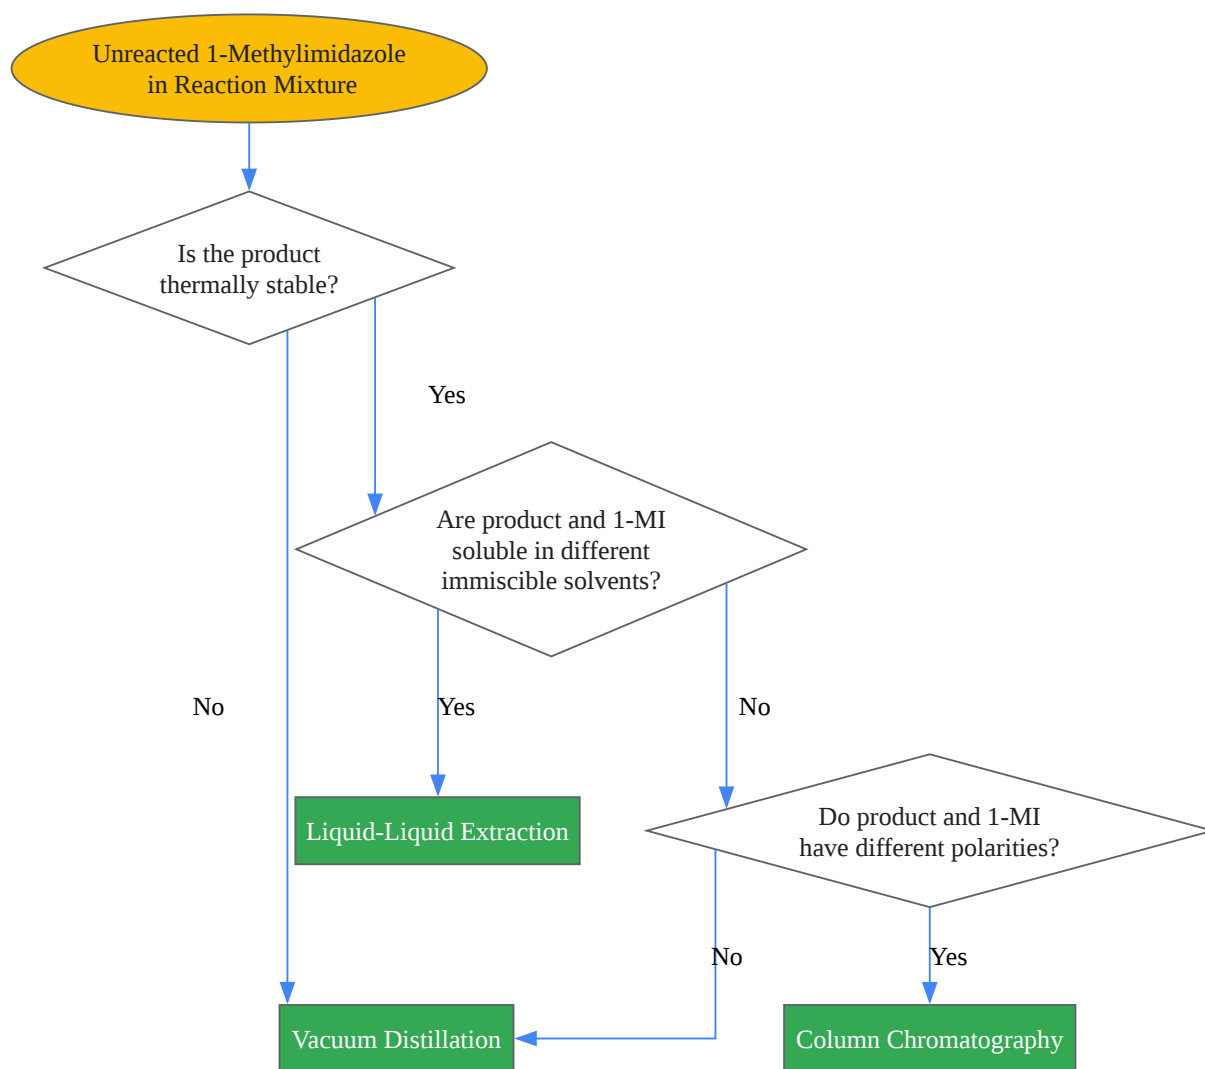 Unreacted 1-Methylimidazole
in Reaction Mixture
Is the product
thermally stable?
Yes
Are product and 1-MI
soluble in different
immiscible solvents?
No
Yes
No
Liquid-Liquid Extraction
Do product and 1-MI
have different polarities?
No
Yes
Vacuum Distillation
Column Chromatography